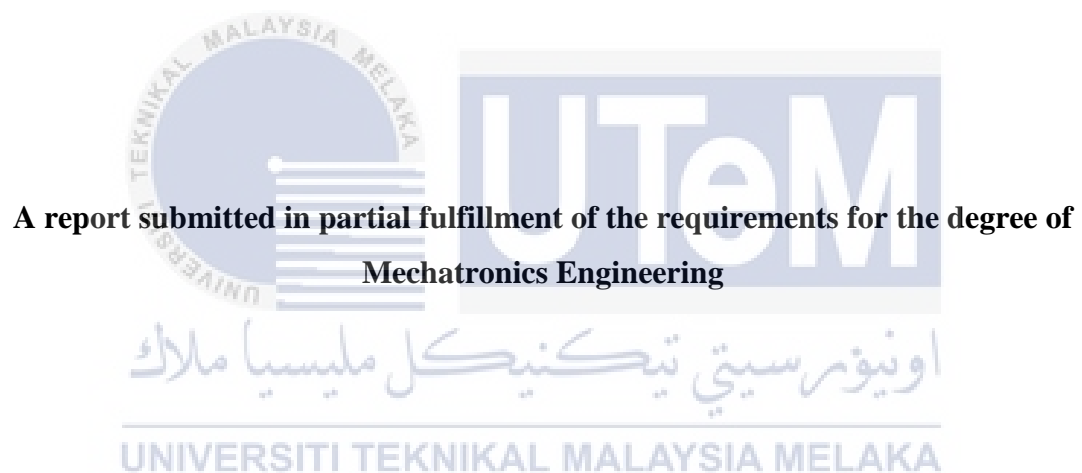 UNIVERSITI TEKNIKAL MALAYSIA MELAKA
UTeM
A report submitted in partial fulfillment of the requirements for the degree of
Mechatronics Engineering
اونيۏرسيتي تيكنيكل مليسيا ملاك
UNIVERSITI TEKNIKAL MALAYSIA MELAKA